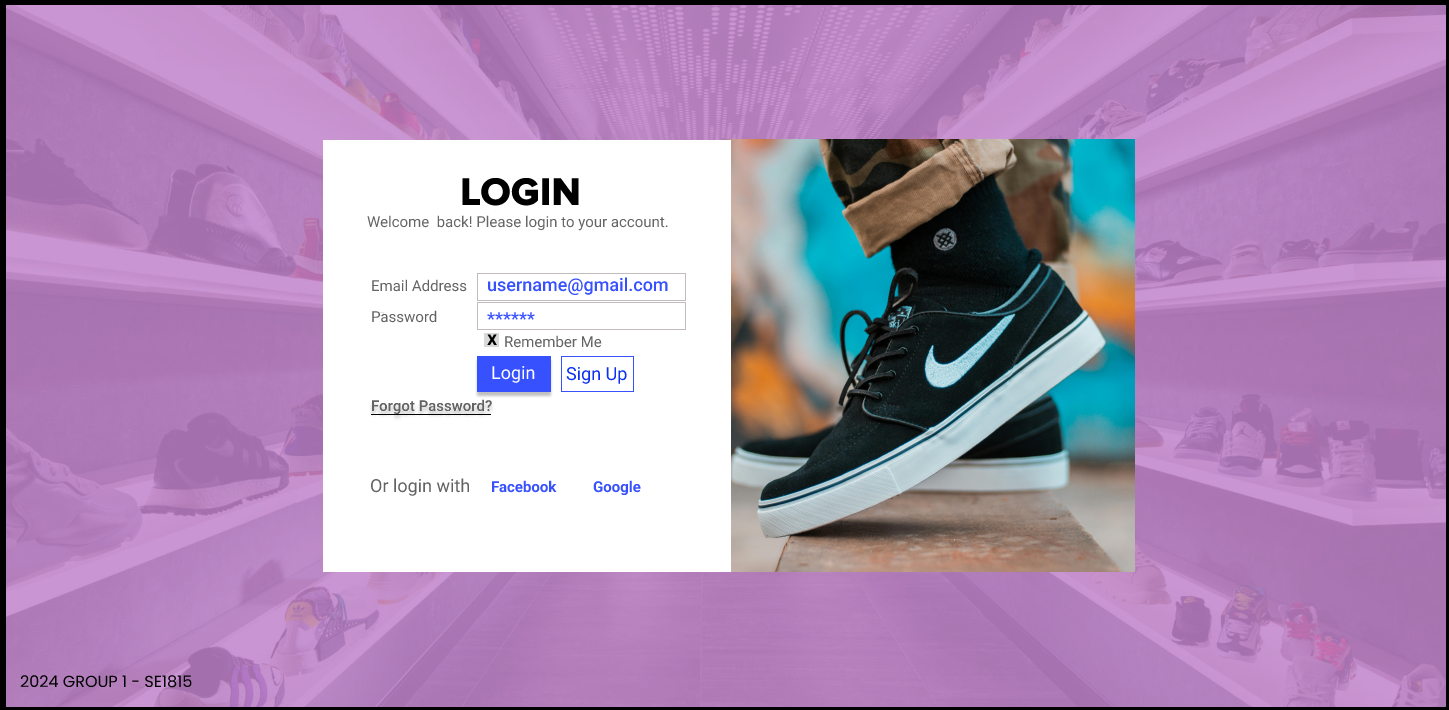 LOGIN
Welcome  back! Please login to your account.
Email Address username@gmail.com
Password ******
X Remember Me
Login Sign Up
Forgot Password?
Or login with Facebook Google
2024 GROUP 1 - SE1815